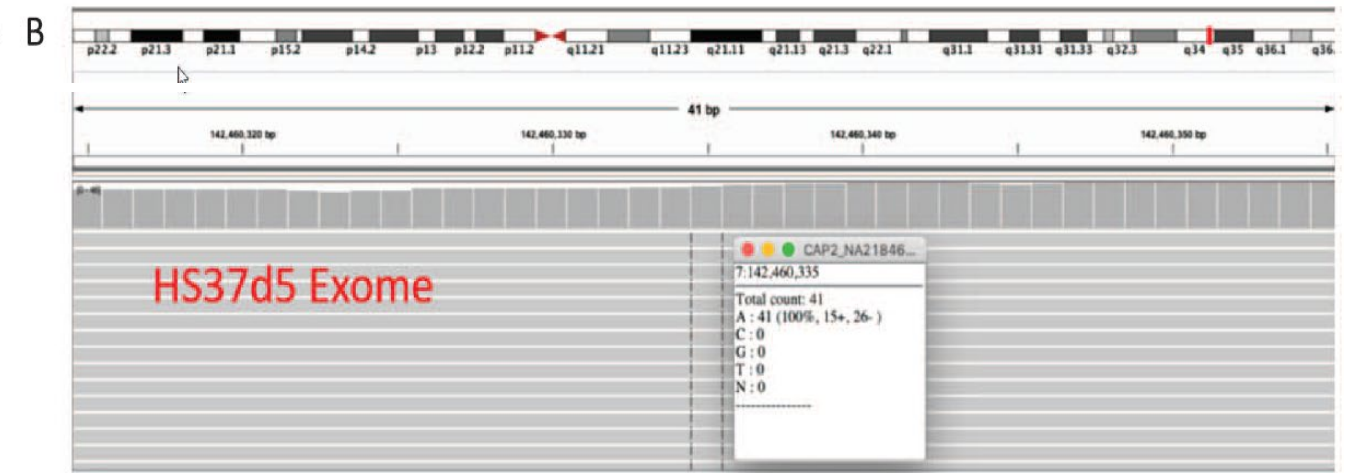 B
p22.2 p21.3 p21.1 p15.2 p14.2 p13 p12.2 p11.2 q11.21 q11.23 q21.11 q21.13 q21.3 q22.1 q31.1 q31.31 q31.33 q32.3 q34 q35 q36.1 q36.
41 bp
142,460,320 bp 142,460,330 bp 142,460,340 bp 142,460,350 bp
HS37d5 Exome
CAP2_NA21846...
7:142,460,335
Total count: 41
A : 41 (100%, 15+, 26- )
C : 0
G : 0
T : 0
N : 0
---------------